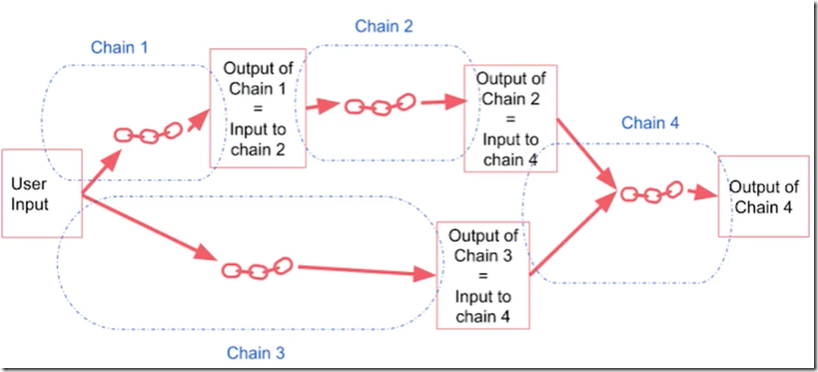 Chain 1
Chain 2
Output of
Chain 1
=
Input to
chain 2
Output of
Chain 2
=
Input to
chain 4
Chain 4
User
Input
Output of
Chain 4
Output of
Chain 3
=
Input to
chain 4
Chain 3